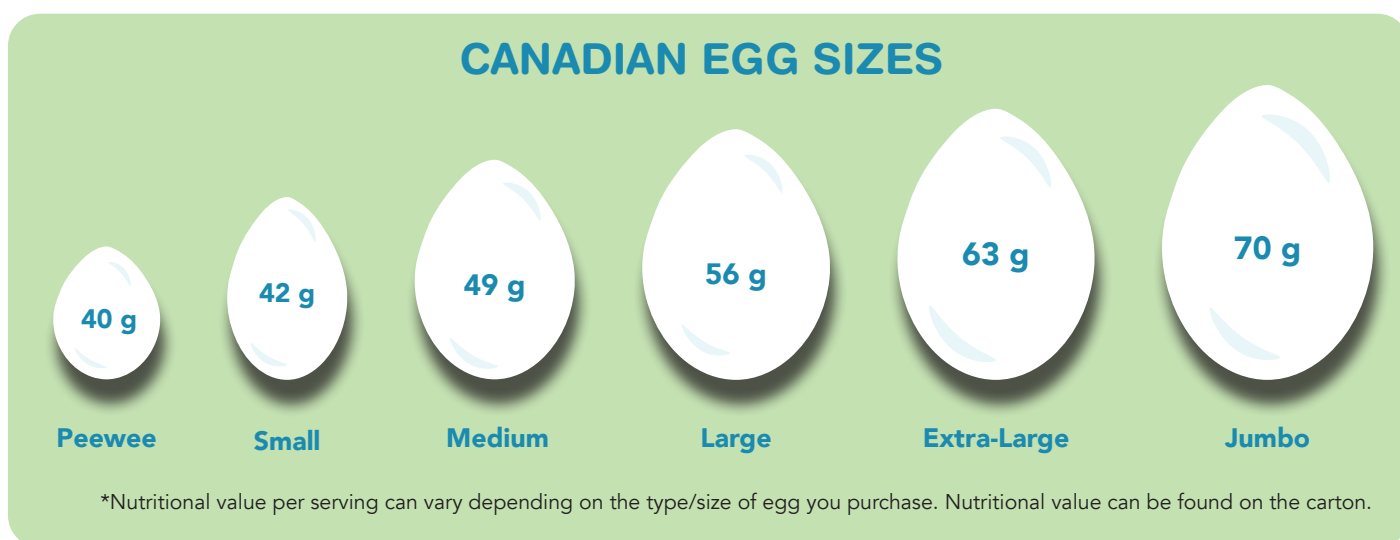 CANADIAN EGG SIZES
40 g
42 g
49 g
56 g
63 g
70 g
Peewee
Small
Medium
Large
Extra-Large
Jumbo
*Nutritional value per serving can vary depending on the type/size of egg you purchase. Nutritional value can be found on the carton.